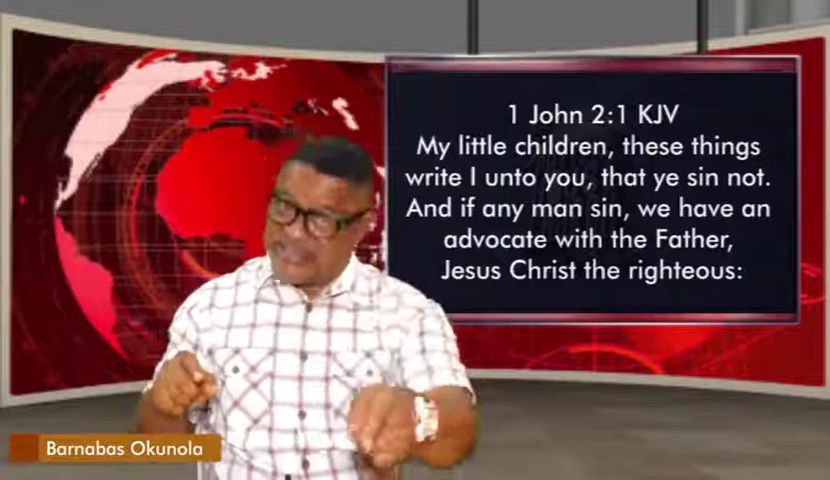 1 John 2:1 KJV
My little children, these things
write I unto you, that ye sin not.
And if any man sin, we have an
advocate with the Father,
Jesus Christ the righteous:
Barnabas Okunola